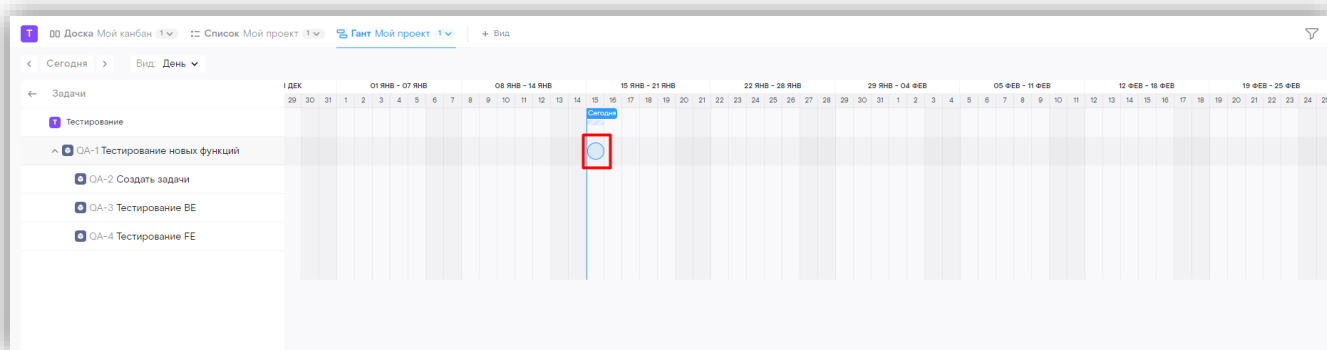 T Доска Мой канбан 1 Список Мой проект 1 Гант Мой проект 1 + Вид
Сегодня Вид: День
Задачи
ДЕК 01 ЯНВ - 07 ЯНВ 08 ЯНВ - 14 ЯНВ 15 ЯНВ - 21 ЯНВ 22 ЯНВ - 28 ЯНВ 29 ЯНВ - 04 ФЕВ 05 ФЕВ - 11 ФЕВ 12 ФЕВ - 18 ФЕВ 19 ФЕВ - 25 ФЕВ
29 30 31 1 2 3 4 5 6 7 8 9 10 11 12 13 14 15 16 17 18 19 20 21 22 23 24 25 26 27 28 29 30 31 1 2 3 4 5 6 7 8 9 10 11 12 13 14 15 16 17 18 19 20 21 22 23 24
Сегодня
T Тестирование
QA-1 Тестирование новых функций
QA-2 Создать задачи
QA-3 Тестирование BE
QA-4 Тестирование FE